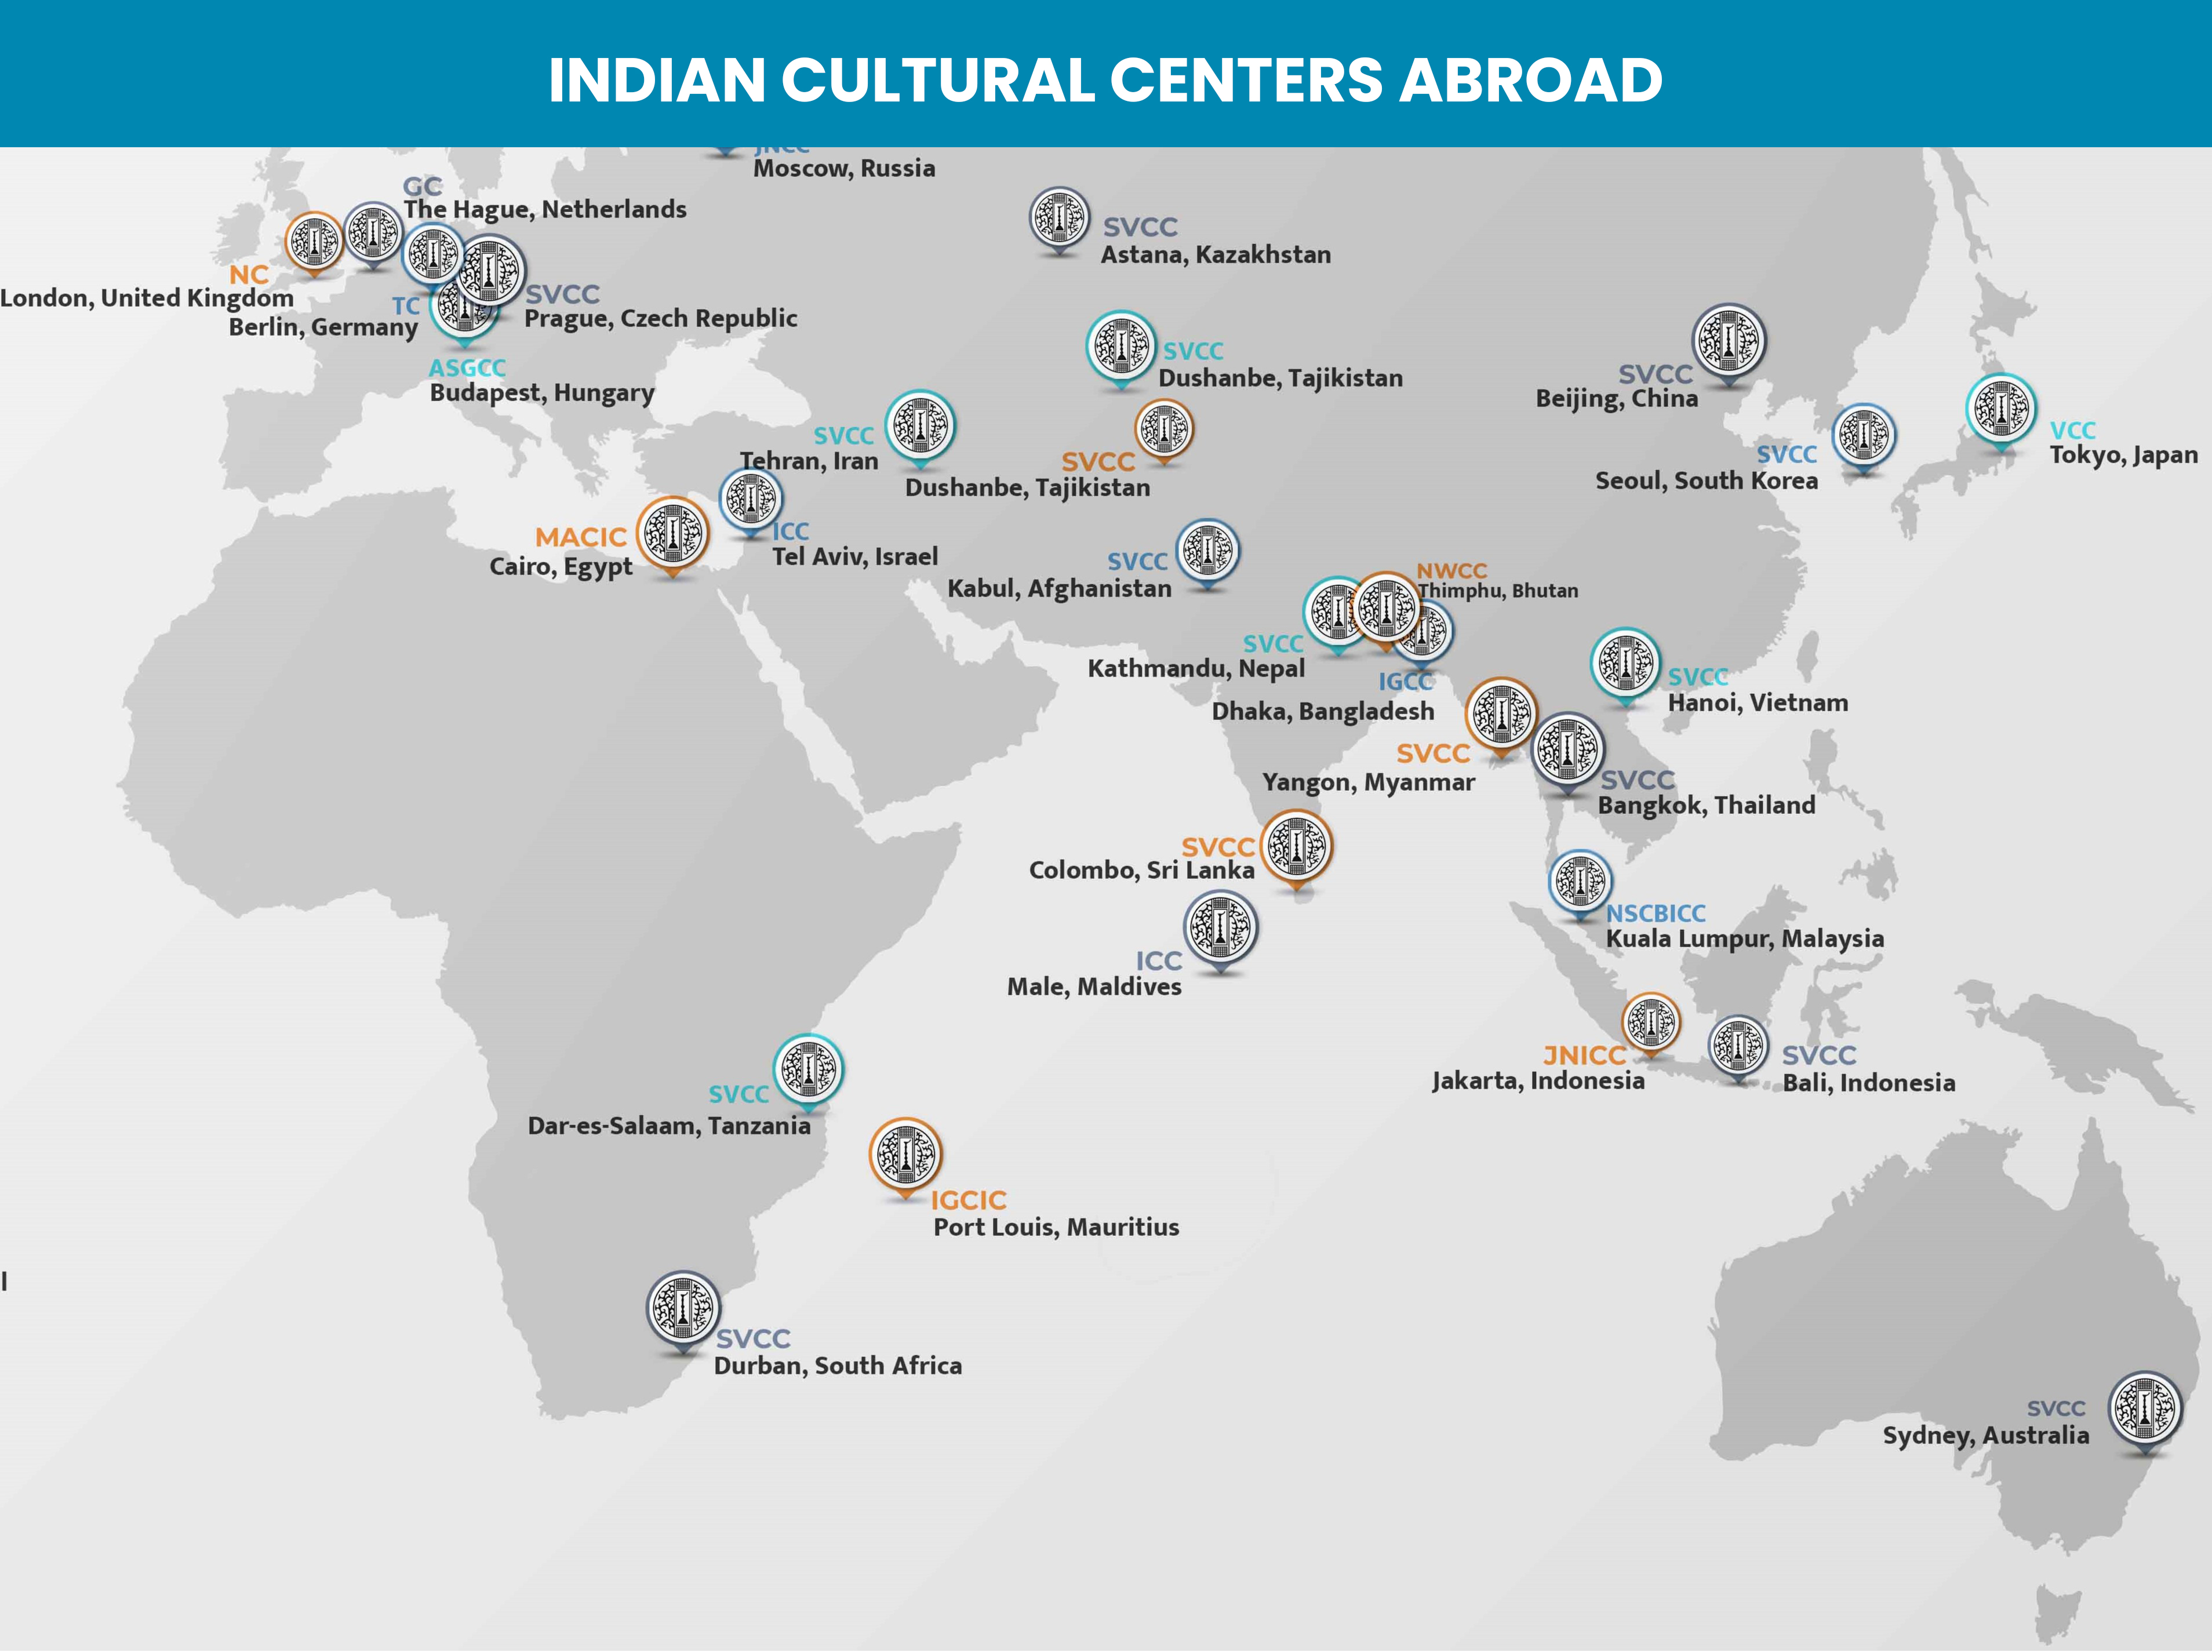 INDIAN CULTURAL CENTERS ABROAD
JNCC
Moscow, Russia
GC
The Hague, Netherlands
NC
London, United Kingdom
TC
Berlin, Germany
SVCC
Prague, Czech Republic
ASGCC
Budapest, Hungary
SVCC
Astana, Kazakhstan
SVCC
Dushanbe, Tajikistan
SVCC
Tehran, Iran
SVCC
Dushanbe, Tajikistan
SVCC
Beijing, China
SVCC
Seoul, South Korea
VCC
Tokyo, Japan
MACIC
Cairo, Egypt
ICC
Tel Aviv, Israel
SVCC
Kabul, Afghanistan
NWCC
Thimphu, Bhutan
SVCC
Kathmandu, Nepal
IGCC
Dhaka, Bangladesh
SVCC
Hanoi, Vietnam
SVCC
Yangon, Myanmar
SVCC
Bangkok, Thailand
SVCC
Colombo, Sri Lanka
NSCBICC
Kuala Lumpur, Malaysia
ICC
Male, Maldives
JNICC
Jakarta, Indonesia
SVCC
Bali, Indonesia
SVCC
Dar-es-Salaam, Tanzania
IGCIC
Port Louis, Mauritius
SVCC
Durban, South Africa
SVCC
Sydney, Australia